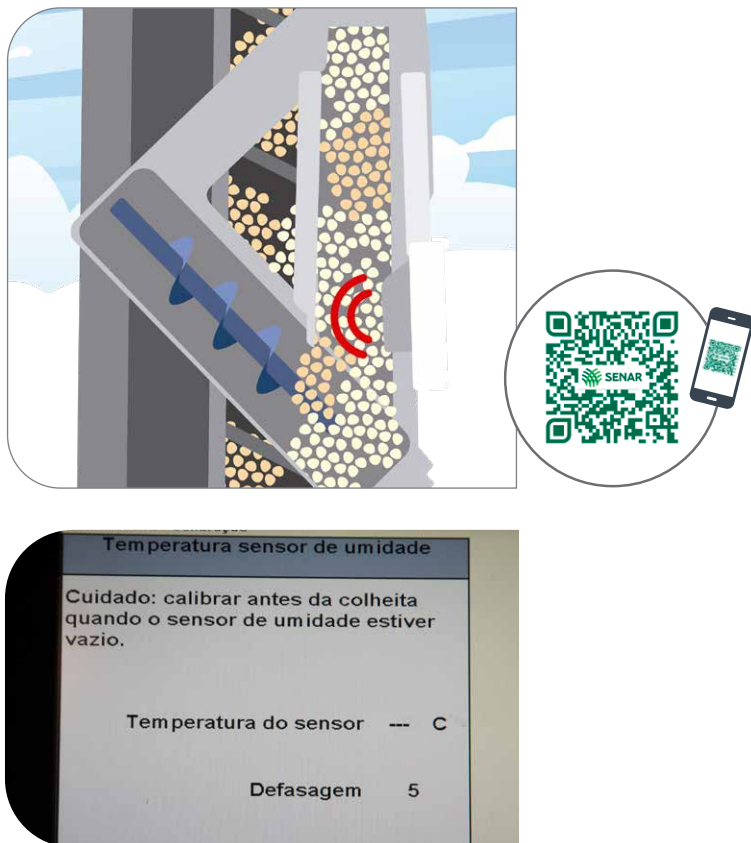 SENAR
Temperatura sensor de umidade
Cuidado: calibrar antes da colheita
quando o sensor de umidade estiver
vazio.
Temperatura do sensor --- C
Defasagem 5